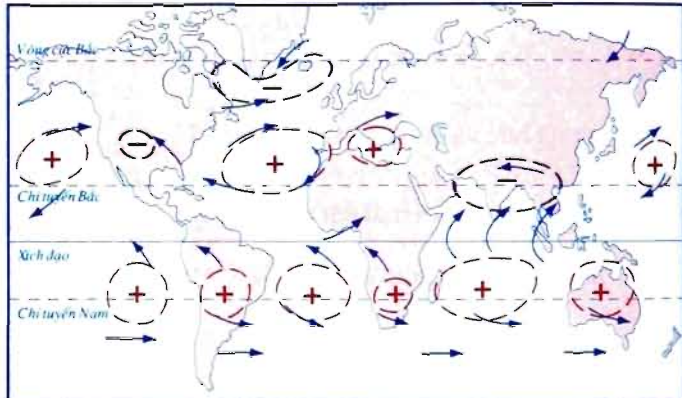 Vòng cực Bắc
Chí tuyến Bắc
Xích đạo
Chí tuyến Nam